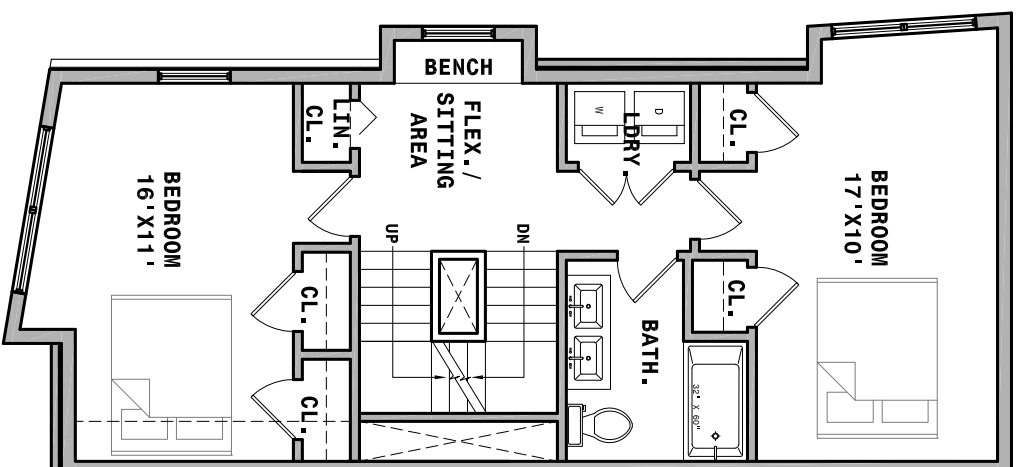 BENCH
FLEX./
SITTING
AREA
LIN.
CL.
W
D
LDRY.
CL.
BEDROOM
16'X11'
BEDROOM
17'X10'
UP
DN
CL.
CL.
CL.
BATH.
32" X 60"